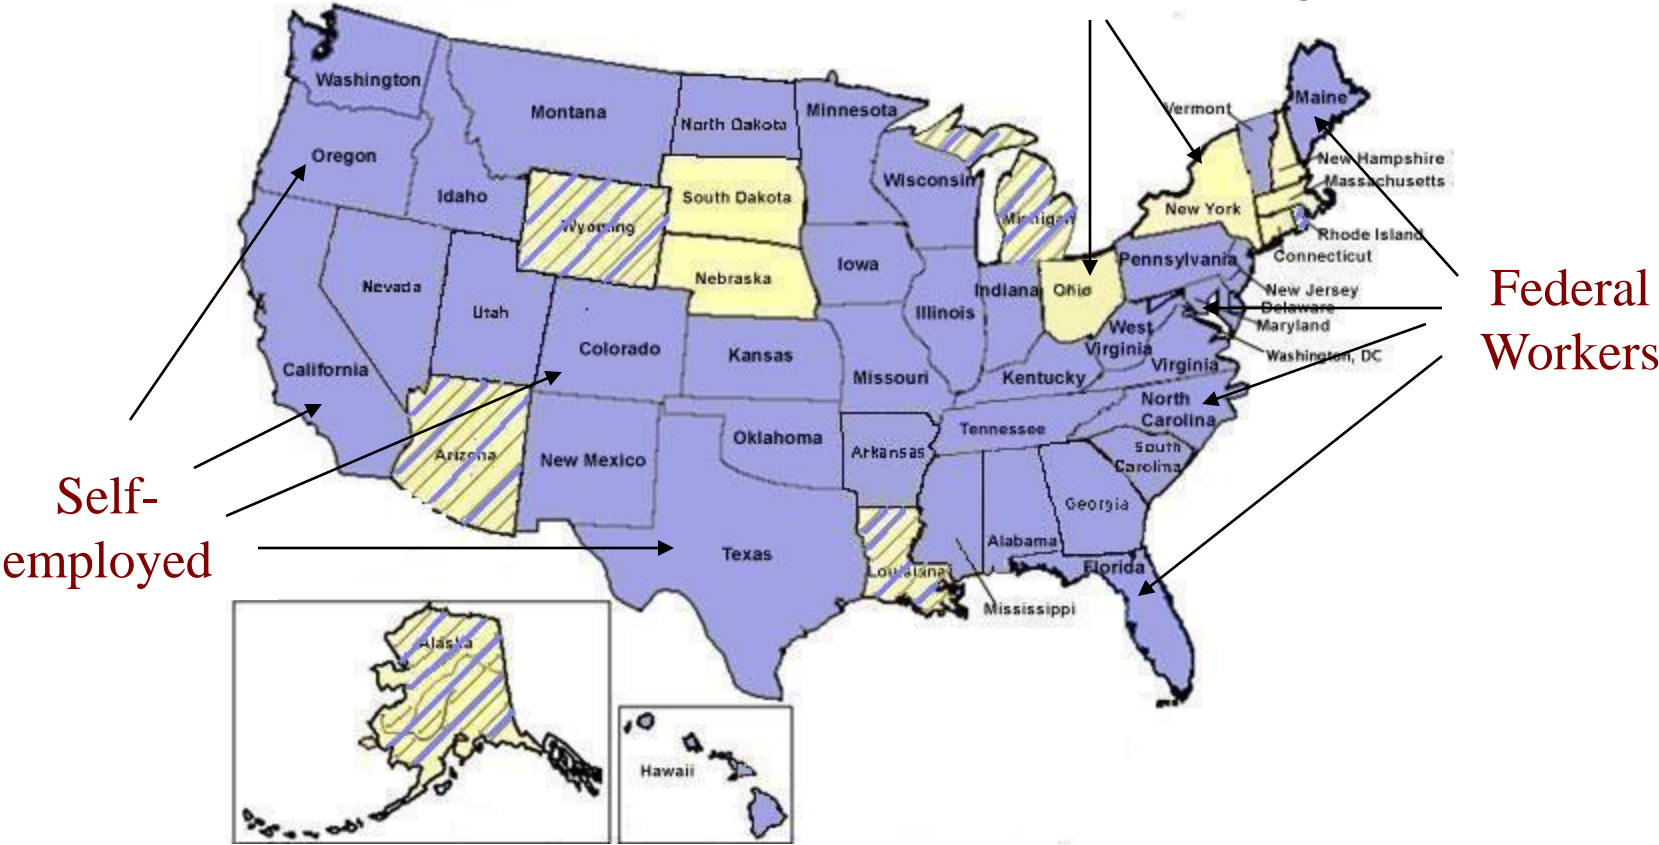 Washington
Montana
North Dakota
Minnesota
Vermont
Maine
Oregon
Idaho
Wyoming
South Dakota
Wisconsin
Michigan
New York
New Hampshire
Massachusetts
Rhode Island
Connecticut
Nevada
Utah
Nebraska
Iowa
Illinois
Indiana
Ohio
Pennsylvania
New Jersey
Delaware
Maryland
Washington, DC
Federal
Workers
California
Colorado
Kansas
Missouri
Kentucky
West
Virginia
Virginia
Arizona
New Mexico
Oklahoma
Arkansas
Tennessee
North
Carolina
South
Carolina
Self-
employed
Texas
Louisiana
Mississippi
Alabama
Georgia
Florida
Alaska
Hawaii